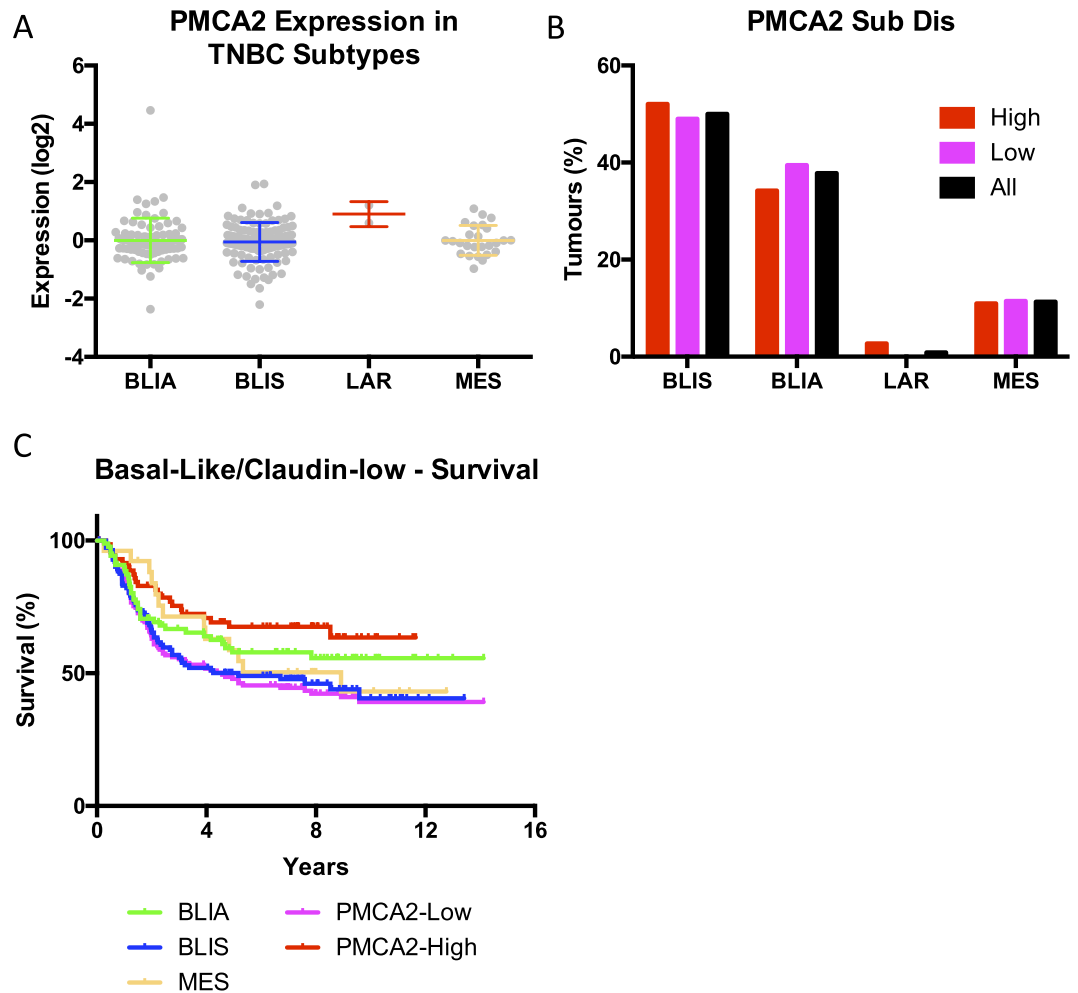 A
PMCA2 Expression in
TNBC Subtypes
Expression (log2)
6
4
2
0
-2
-4
BLIA
BLIS
LAR
MES
B
PMCA2 Sub Dis
Tumours (%)
60
40
20
0
High
Low
All
BLIS
BLIA
LAR
MES
C
Basal-Like/Claudin-low - Survival
Survival (%)
100
50
0
0
4
8
12
16
Years
BLIA
BLIS
MES
PMCA2-Low
PMCA2-High